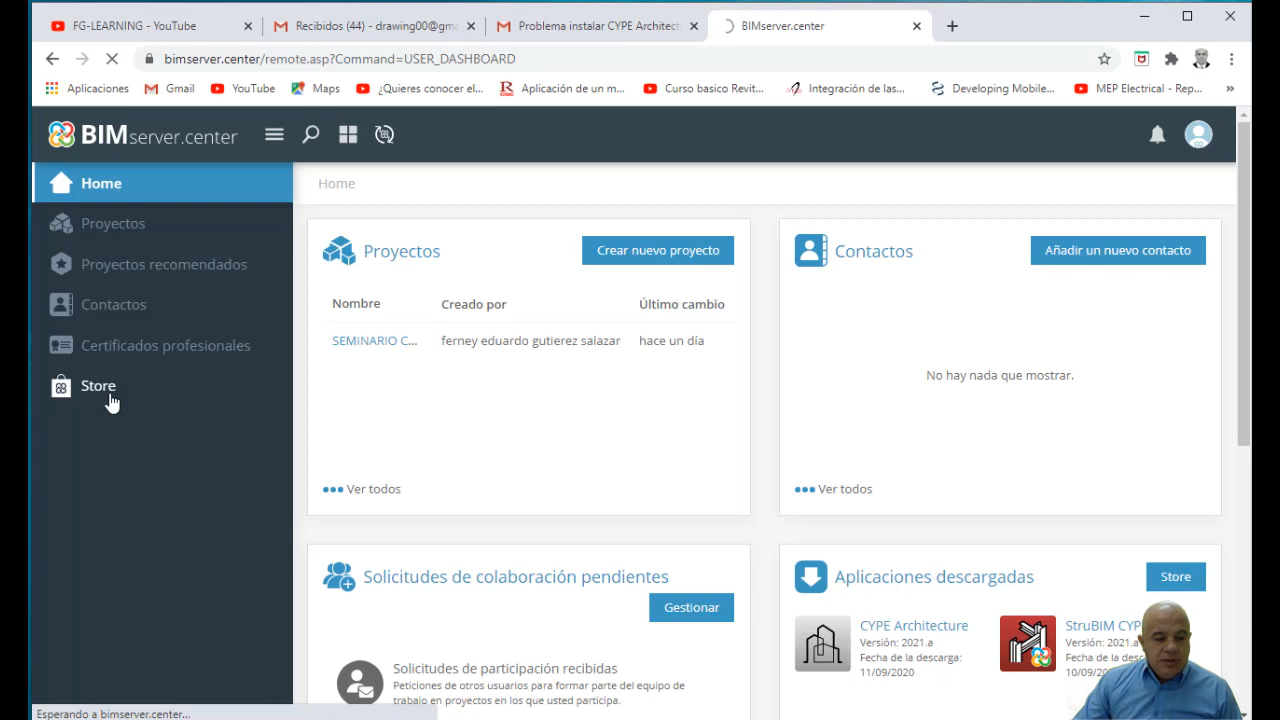 FG-LEARNING - YouTube
Recibidos (44) - drawing00@gma
Problema instalar CYPE Architect
BIMserver.center
bimserver.center/remote.asp?Command=USER_DASHBOARD
Aplicaciones
Gmail
YouTube
Maps
¿Quieres conocer el...
Aplicación de un m...
Curso basico Revit...
Integración de las...
Developing Mobile...
MEP Electrical - Rep...
»
BIMserver.center
Home
Proyectos
Proyectos recomendados
Contactos
Certificados profesionales
Store
Home
Proyectos
Crear nuevo proyecto
Nombre Creado por Último cambio
SEMINARIO C... ferney eduardo gutierez salazar hace un día
Ver todos
Contactos
Añadir un nuevo contacto
No hay nada que mostrar.
Ver todos
Solicitudes de colaboración pendientes
Gestionar
Solicitudes de participación recibidas
Peticiones de otros usuarios para formar parte del equipo de
trabajo en proyectos en los que usted participa.
Aplicaciones descargadas
Store
CYPE Architecture
Versión: 2021.a
Fecha de la descarga:
11/09/2020
StruBIM CYP
Versión: 2021.a
Fecha de la desc
10/09/20
Esperando a bimserver.center...